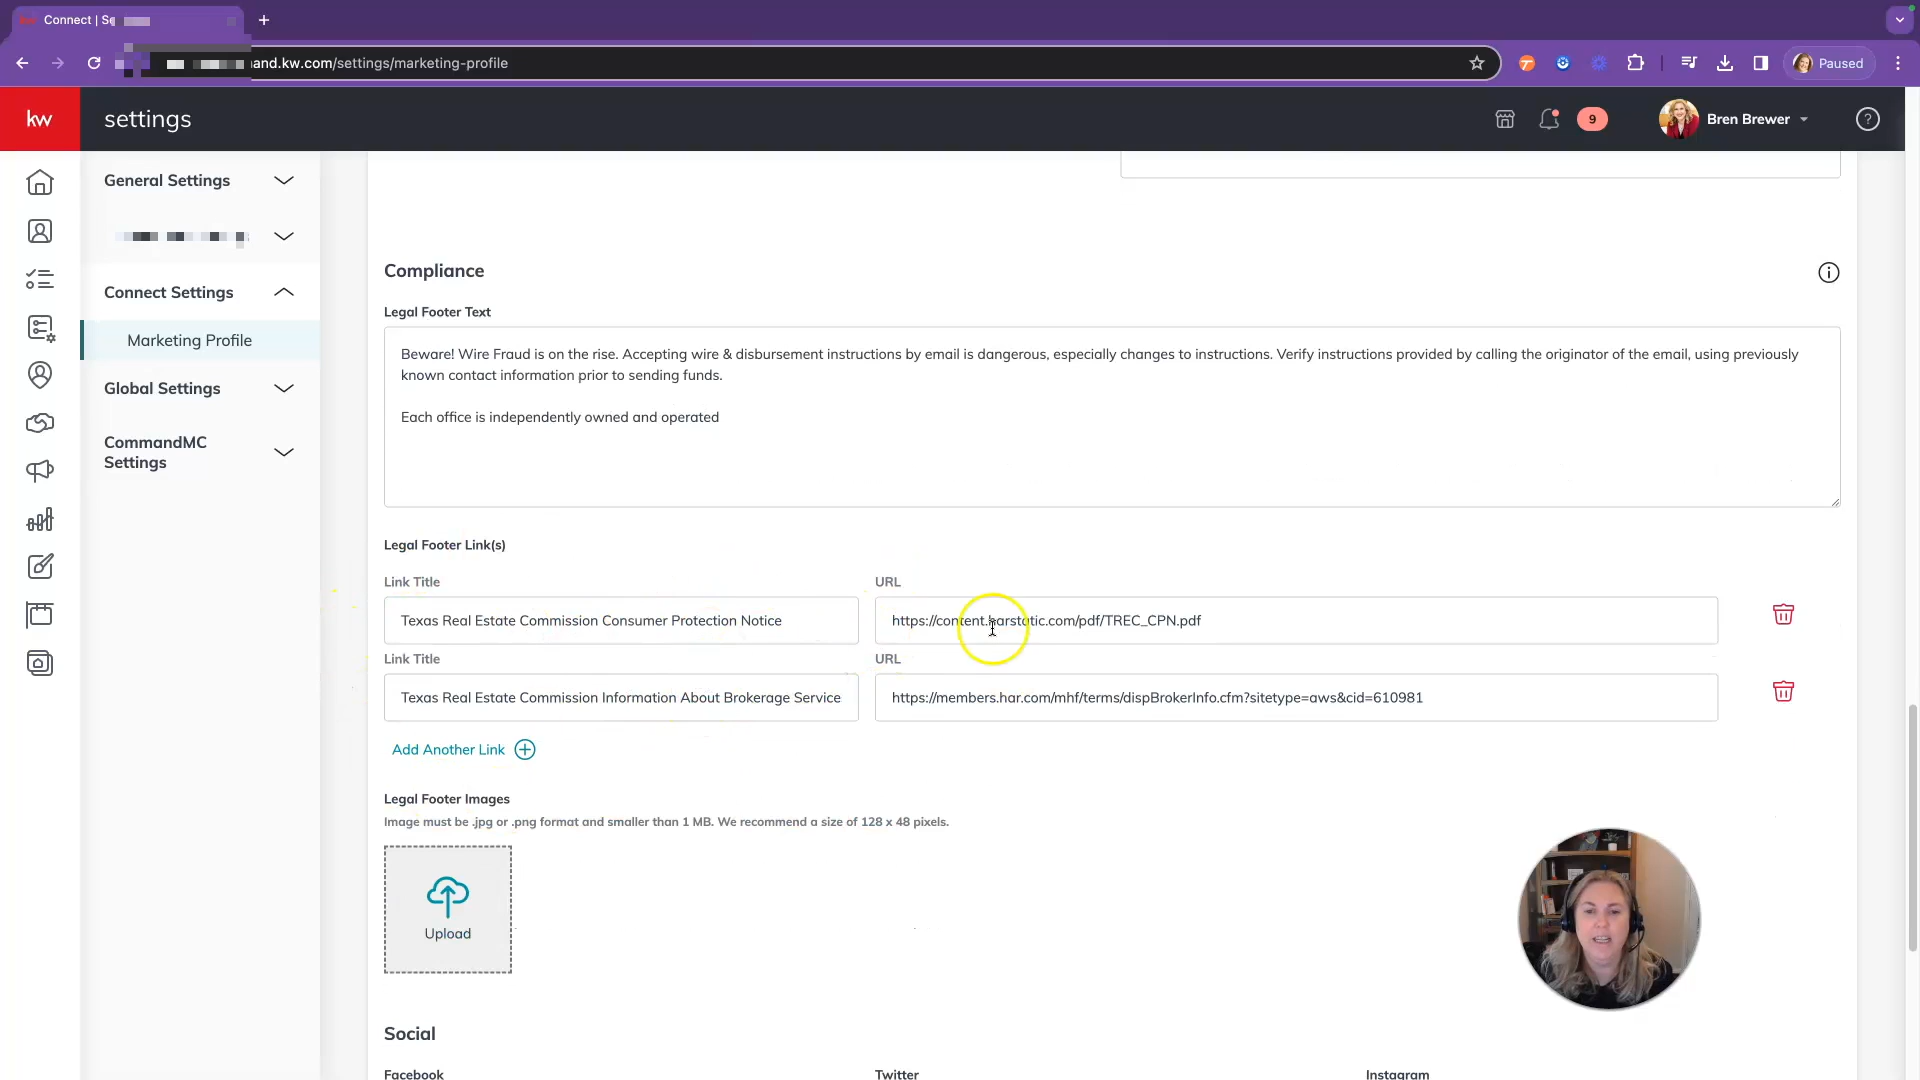 Connect | Se
and.kw.com/settings/marketing-profile
Paused
kw
settings
9
Bren Brewer
General Settings
Connect Settings
Marketing Profile
Global Settings
CommandMC
Settings
Compliance
Legal Footer Text
Beware! Wire Fraud is on the rise. Accepting wire & disbursement instructions by email is dangerous, especially changes to instructions. Verify instructions provided by calling the originator of the email, using previously
known contact information prior to sending funds.
Each office is independently owned and operated
Legal Footer Link(s)
Link Title
URL
Texas Real Estate Commission Consumer Protection Notice
https://content.harstatic.com/pdf/TREC_CPN.pdf
Link Title
URL
Texas Real Estate Commission Information About Brokerage Service
https://members.har.com/mhf/terms/dispBrokerInfo.cfm?sitetype=aws&cid=610981
Add Another Link
Legal Footer Images
Image must be .jpg or .png format and smaller than 1 MB. We recommend a size of 128 x 48 pixels.
Upload
Social
Facebook
Twitter
Instagram